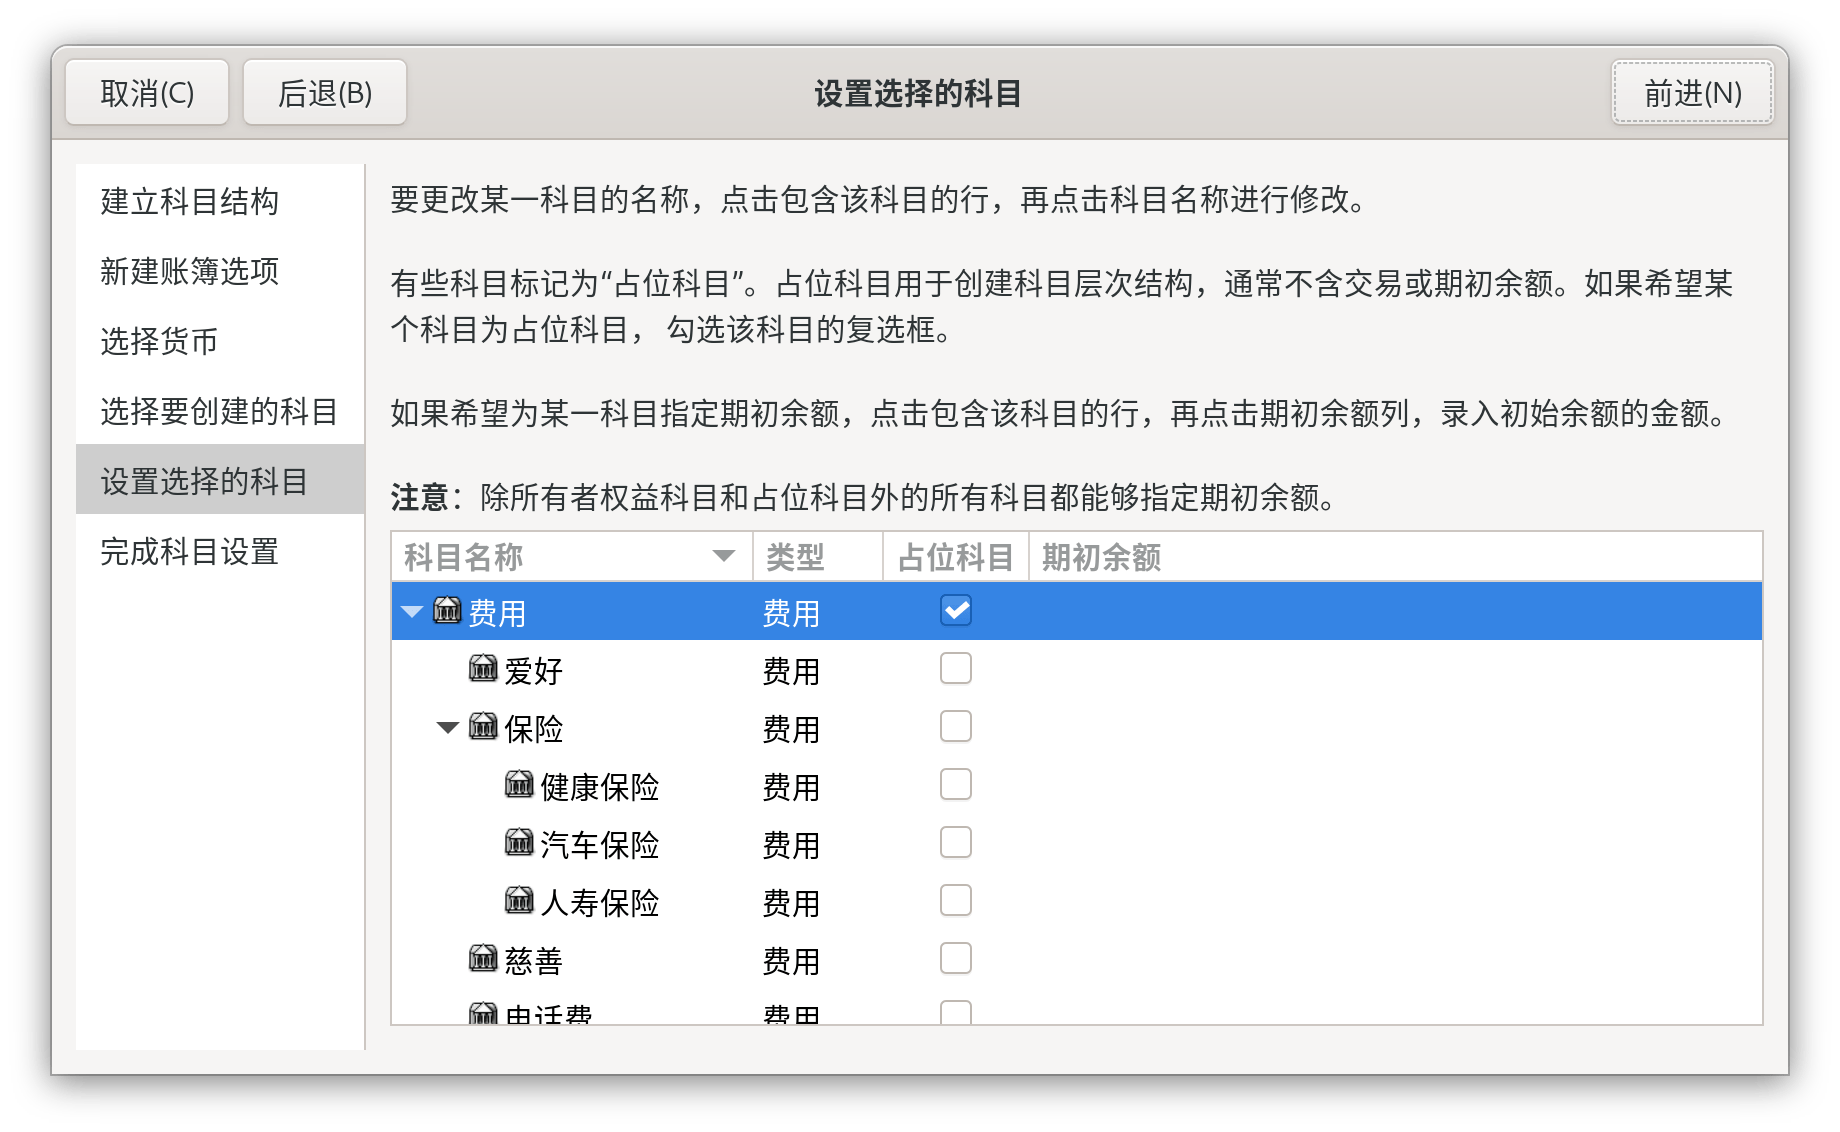 取消(C)
后退(B)
设置选择的科目
前进(N)
建立科目结构
新建账簿选项
选择货币
选择要创建的科目
设置选择的科目
完成科目设置
要更改某一科目的名称，点击包含该科目的行，再点击科目名称进行修改。
有些科目标记为“占位科目”。占位科目用于创建科目层次结构，通常不含交易或期初余额。如果希望某
个科目为占位科目， 勾选该科目的复选框。
如果希望为某一科目指定期初余额，点击包含该科目的行，再点击期初余额列，录入初始余额的金额。
注意：除所有者权益科目和占位科目外的所有科目都能够指定期初余额。
科目名称 类型 占位科目 期初余额
费用 费用
爱好 费用
保险 费用
健康保险 费用
汽车保险 费用
人寿保险 费用
慈善 费用
电话费 费用